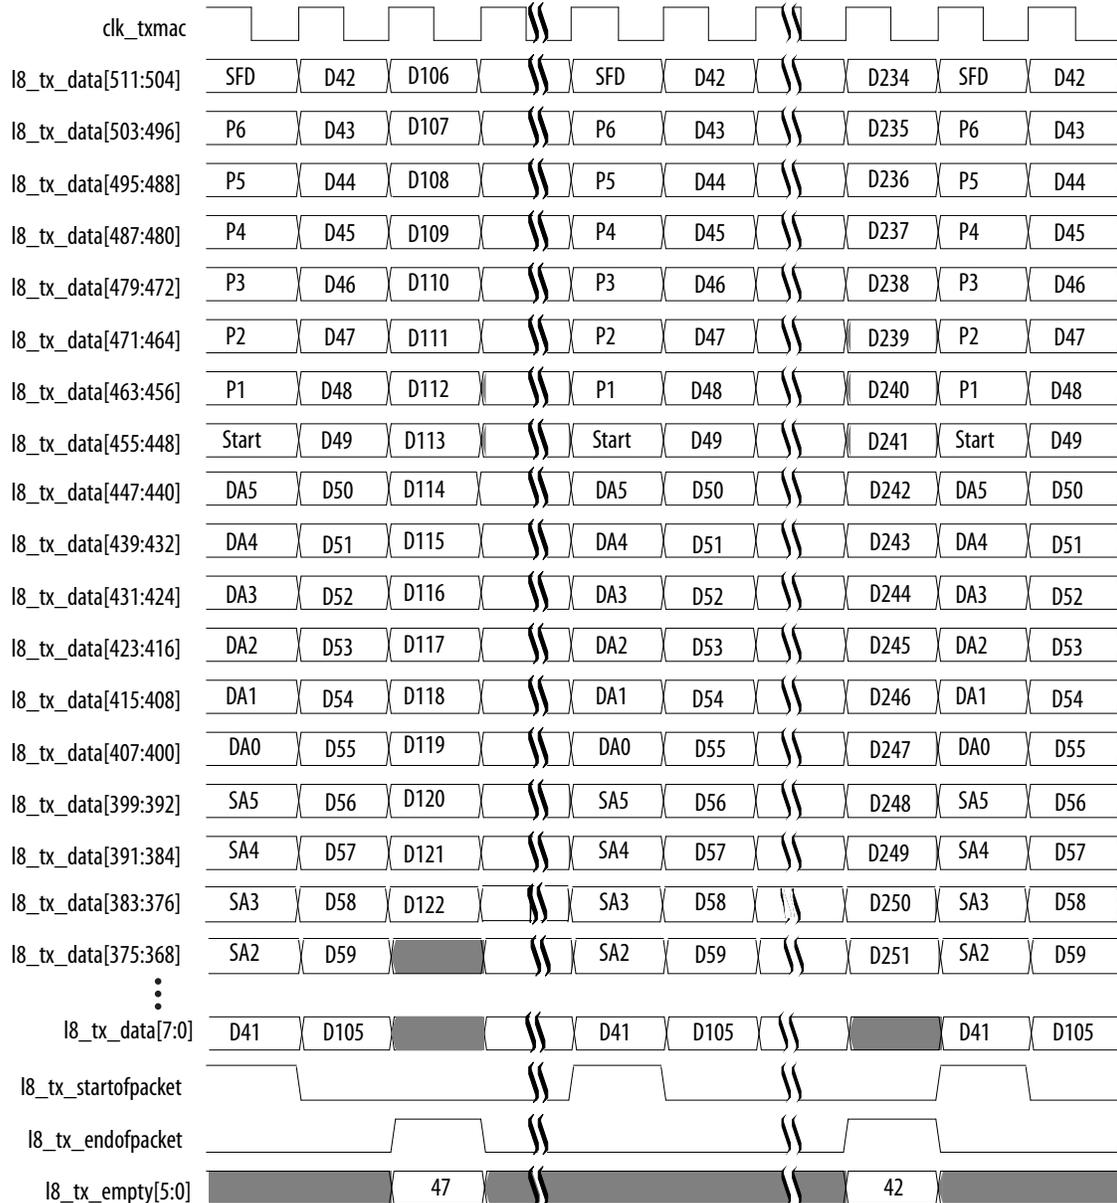 clk_txmac
l8_tx_data[511:504] SFD D42 D106 SFD D42 D234 SFD D42
l8_tx_data[503:496] P6 D43 D107 P6 D43 D235 P6 D43
l8_tx_data[495:488] P5 D44 D108 P5 D44 D236 P5 D44
l8_tx_data[487:480] P4 D45 D109 P4 D45 D237 P4 D45
l8_tx_data[479:472] P3 D46 D110 P3 D46 D238 P3 D46
l8_tx_data[471:464] P2 D47 D111 P2 D47 D239 P2 D47
l8_tx_data[463:456] P1 D48 D112 P1 D48 D240 P1 D48
l8_tx_data[455:448] Start D49 D113 Start D49 D241 Start D49
l8_tx_data[447:440] DA5 D50 D114 DA5 D50 D242 DA5 D50
l8_tx_data[439:432] DA4 D51 D115 DA4 D51 D243 DA4 D51
l8_tx_data[431:424] DA3 D52 D116 DA3 D52 D244 DA3 D52
l8_tx_data[423:416] DA2 D53 D117 DA2 D53 D245 DA2 D53
l8_tx_data[415:408] DA1 D54 D118 DA1 D54 D246 DA1 D54
l8_tx_data[407:400] DA0 D55 D119 DA0 D55 D247 DA0 D55
l8_tx_data[399:392] SA5 D56 D120 SA5 D56 D248 SA5 D56
l8_tx_data[391:384] SA4 D57 D121 SA4 D57 D249 SA4 D57
l8_tx_data[383:376] SA3 D58 D122 SA3 D58 D250 SA3 D58
l8_tx_data[375:368] SA2 D59 SA2 D59 D251 SA2 D59
l8_tx_data[7:0] D41 D105 D41 D105 D41 D105
l8_tx_startofpacket
l8_tx_endofpacket
l8_tx_empty[5:0] 47 42